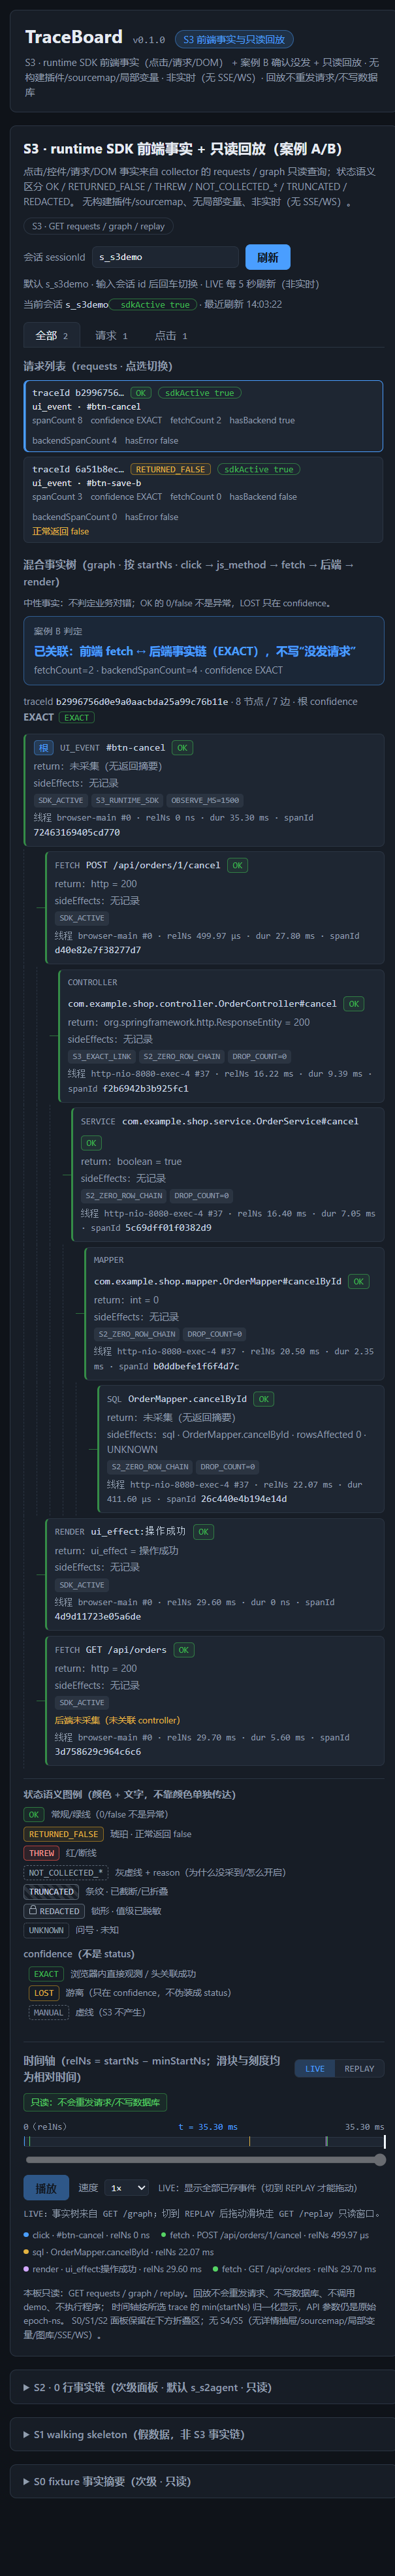 TraceBoard v0.1.0 S3 前端事实与只读回放
S3 · runtime SDK 前端事实（点击/请求/DOM） + 案例 B 确认没发 + 只读回放 · 无
构建插件/sourcemap/局部变量 · 非实时（无 SSE/WS）· 回放不重发请求/不写数据
库
S3 · runtime SDK 前端事实 + 只读回放（案例 A/B）
点击/控件/请求/DOM 事实来自 collector 的 requests / graph 只读查询；状态语义
区分 OK / RETURNED_FALSE / THREW / NOT_COLLECTED_* / TRUNCATED /
REDACTED。 无构建插件/sourcemap、无局部变量、非实时（无 SSE/WS）。
S3 · GET requests / graph / replay
会话 sessionId s_s3demo 刷新
默认 s_s3demo · 输入会话 id 后回车切换 · LIVE 每 5 秒刷新（非实时）
当前会话 s_s3demo sdkActive true · 最近刷新 14:03:22
全部 2 请求 1 点击 1
请求列表（requests · 点选切换）
traceId b2996756… OK sdkActive true
ui_event · #btn-cancel
spanCount 8 confidence EXACT fetchCount 2 hasBackend true
backendSpanCount 4 hasError false
traceId 6a51b8ec… RETURNED_FALSE sdkActive true
ui_event · #btn-save-b
spanCount 3 confidence EXACT fetchCount 0 hasBackend false
backendSpanCount 0 hasError false
正常返回 false
混合事实树（graph · 按 startNs · click → js_method → fetch → 后端 →
render）
中性事实：不判定业务对错；OK 的 0/false 不是异常，LOST 只在 confidence。
案例 B 判定
已关联：前端 fetch ↔ 后端事实链（EXACT），不写“没发请求”
fetchCount=2 · backendSpanCount=4 · confidence EXACT
traceId b2996756d0e9a0aacbda25a99c76b11e · 8 节点 / 7 边 · 根 confidence
EXACT EXACT
根 UI_EVENT #btn-cancel OK
return：未采集（无返回摘要）
sideEffects：无记录
SDK_ACTIVE S3_RUNTIME_SDK OBSERVE_MS=1500
线程 browser-main #0 · relNs 0 ns · dur 35.30 ms · spanId
72463169405cd770
FETCH POST /api/orders/1/cancel OK
return：http = 200
sideEffects：无记录
SDK_ACTIVE
线程 browser-main #0 · relNs 499.97 μs · dur 27.80 ms · spanId
d40e82e7f38277d7
CONTROLLER
com.example.shop.controller.OrderController#cancel OK
return：org.springframework.http.ResponseEntity = 200
sideEffects：无记录
S3_EXACT_LINK S2_ZERO_ROW_CHAIN DROP_COUNT=0
线程 http-nio-8080-exec-4 #37 · relNs 16.22 ms · dur 9.39 ms ·
spanId f2b6942b3b925fc1
SERVICE com.example.shop.service.OrderService#cancel
OK
return：boolean = true
sideEffects：无记录
S2_ZERO_ROW_CHAIN DROP_COUNT=0
线程 http-nio-8080-exec-4 #37 · relNs 16.40 ms · dur 7.05 ms
· spanId 5c69dff01f0382d9
MAPPER
com.example.shop.mapper.OrderMapper#cancelById OK
return：int = 0
sideEffects：无记录
S2_ZERO_ROW_CHAIN DROP_COUNT=0
线程 http-nio-8080-exec-4 #37 · relNs 20.50 ms · dur 2.35
ms · spanId b0ddbefe1f6f4d7c
SQL OrderMapper.cancelById OK
return：未采集（无返回摘要）
sideEffects：sql · OrderMapper.cancelById · rowsAffected 0 ·
UNKNOWN
S2_ZERO_ROW_CHAIN DROP_COUNT=0
线程 http-nio-8080-exec-4 #37 · relNs 22.07 ms ·
dur 411.60 μs · spanId 26c440e4b194e14d
RENDER ui_effect:操作成功 OK
return：ui_effect = 操作成功
sideEffects：无记录
SDK_ACTIVE
线程 browser-main #0 · relNs 29.60 ms · dur 0 ns · spanId
4d9d11723e05a6de
FETCH GET /api/orders OK
return：http = 200
sideEffects：无记录
SDK_ACTIVE
后端未采集（未关联 controller）
线程 browser-main #0 · relNs 29.70 ms · dur 5.60 ms · spanId
3d758629c964c6c6
状态语义图例（颜色 + 文字，不靠颜色单独传达）
OK 常规/绿线（0/false 不是异常）
RETURNED_FALSE 琥珀 · 正常返回 false
THREW 红/断线
NOT_COLLECTED_* 灰虚线 + reason（为什么没采到/怎么开启）
TRUNCATED 条纹 · 已截断/已折叠
REDACTED 锁形 · 值级已脱敏
UNKNOWN 问号 · 未知
confidence（不是 status）
EXACT 浏览器内直接观测 / 头关联成功
LOST 游离（只在 confidence，不伪装成 status）
MANUAL 虚线（S3 不产生）
时间轴（relNs = startNs − minStartNs；滑块与刻度均
为相对时间） LIVE REPLAY
只读：不会重发请求/不写数据库
0（relNs） t = 35.30 ms 35.30 ms
播放 速度 1× LIVE：显示全部已存事件（切到 REPLAY 才能拖动）
LIVE：事实树来自 GET /graph；切到 REPLAY 后拖动滑块走 GET /replay 只读窗口。
click · #btn-cancel · relNs 0 ns fetch · POST /api/orders/1/cancel · relNs 499.97 μs
sql · OrderMapper.cancelById · relNs 22.07 ms
render · ui_effect:操作成功 · relNs 29.60 ms fetch · GET /api/orders · relNs 29.70 ms
本板只读：GET requests / graph / replay。回放不会重发请求、不写数据库、不调用
demo、不执行程序； 时间轴按所选 trace 的 min(startNs) 归一化显示，API 参数仍是原始
epoch-ns。 S0/S1/S2 面板保留在下方折叠区；无 S4/S5（无详情抽屉/sourcemap/局部变
量/图库/SSE/WS）。
▶ S2 · 0 行事实链（次级面板 · 默认 s_s2agent · 只读）
▶ S1 walking skeleton（假数据，非 S3 事实链）
▶ S0 fixture 事实摘要（次级 · 只读）